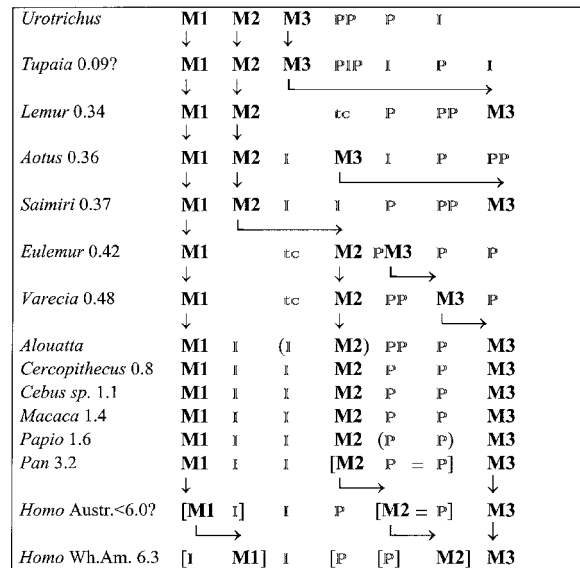 Urotrichus M1 M2 M3 PP P I
↓ ↓ ↓
Tupaia 0.09? M1 M2 M3 PIP I P I
↓ ↓
Lemur 0.34 M1 M2 tc P PP M3
↓ ↓
Aotus 0.36 M1 M2 I M3 I P PP
↓ ↓
Saimiri 0.37 M1 M2 I I P PP M3
↓
Eulemur 0.42 M1 tc M2 PM3 P P
↓ ↓
Varecia 0.48 M1 tc M2 PP M3 P
↓ ↓
Alouatta M1 I (I M2) PP P M3
Cercopithecus 0.8 M1 I I M2 P P M3
Cebus sp. 1.1 M1 I I M2 P P M3
Macaca 1.4 M1 I I M2 P P M3
Papio 1.6 M1 I I M2 (P P) M3
Pan 3.2 M1 I I [M2 P = P] M3
↓ ↓
Homo Austr.<6.0? [M1 I] I P [M2 = P] M3
↓
Homo Wh.Am. 6.3 [I M1] I [P [P] M2] M3